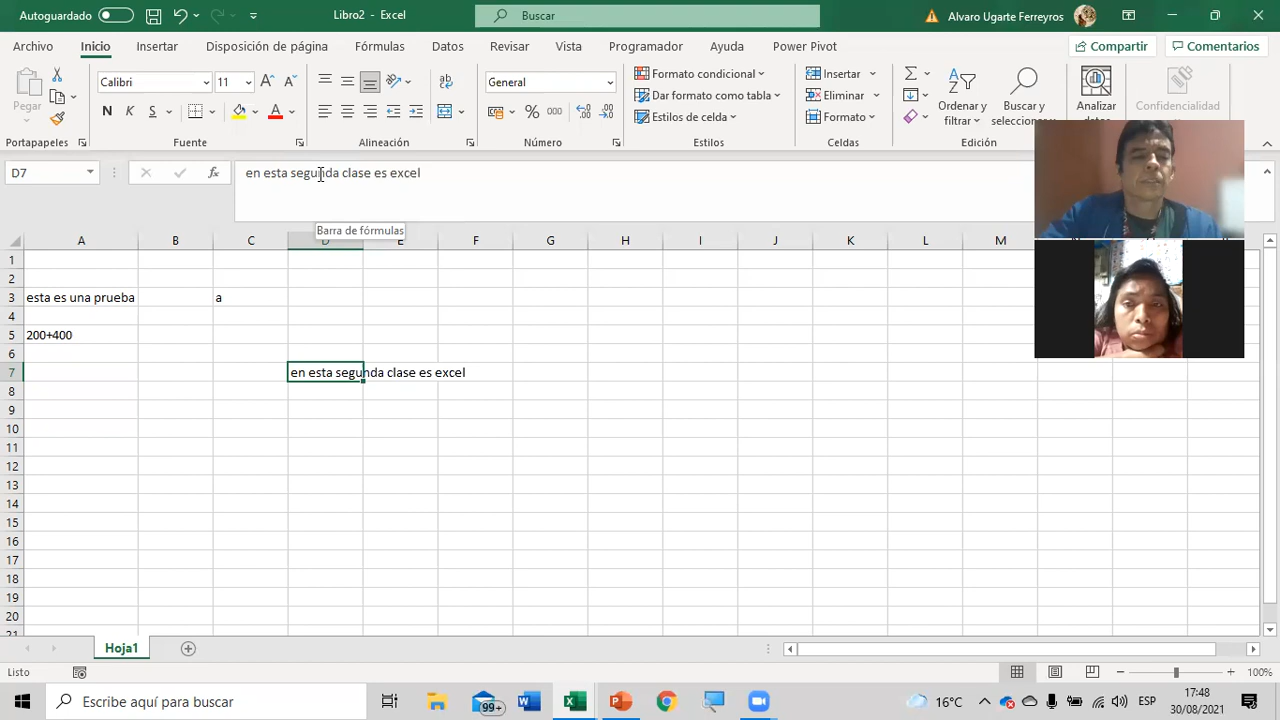 Autoguardado
Libro2 - Excel
Buscar
Alvaro Ugarte Ferreyros
Archivo
Inicio
Insertar
Disposición de página
Fórmulas
Datos
Revisar
Vista
Programador
Ayuda
Power Pivot
Compartir
Comentarios
Pegar
Calibri
11
N K S
General
% 000
Formato condicional
Dar formato como tabla
Estilos de celda
Insertar
Eliminar
Formato
Ordenar y
filtrar
Buscar y
seleccionar
Analizar
datos
Confidencialidad
Portapapeles
Fuente
Alineación
Número
Estilos
Celdas
Edición
D7
fx
en esta segunda clase es excel
Barra de fórmulas
A B C D E F G H I J K L M
1
2
3 esta es una prueba a
4
5 200+400
6
7 en esta segunda clase es excel
8
9
10
11
12
13
14
15
16
17
18
19
20
21
Hoja1
Listo
100%
Escribe aquí para buscar
99+
16°C
ESP
17:48
30/08/2021